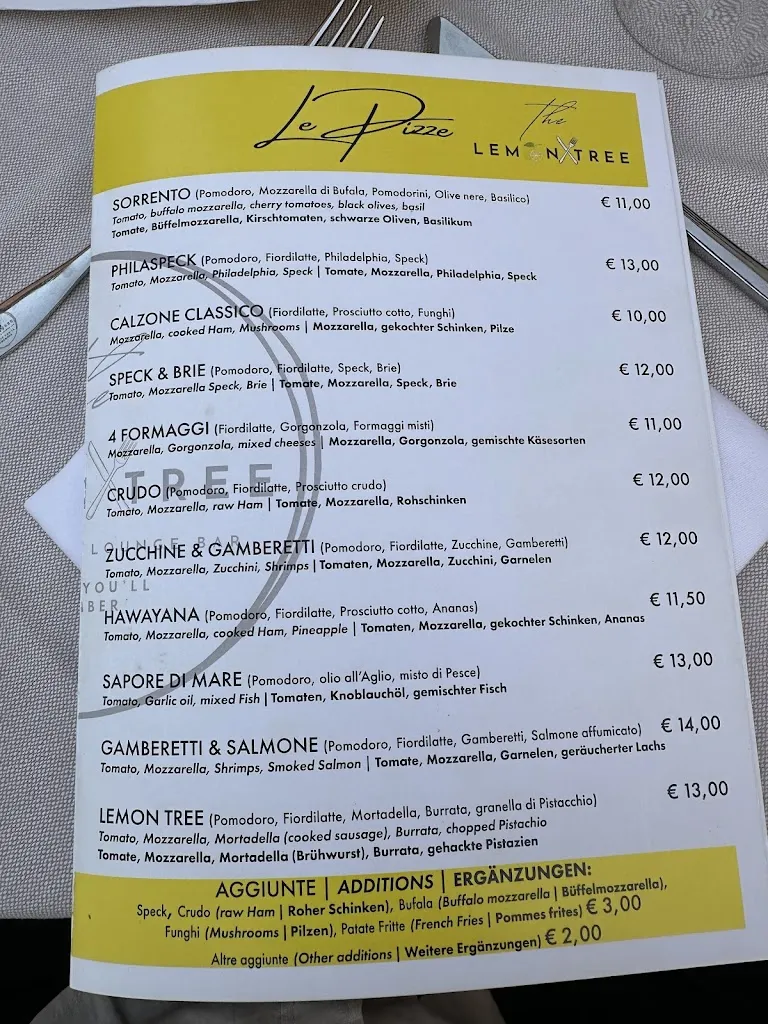 Le Pizze
The
LEMON TREE
SORRENTO (Pomodoro, Mozzarella di Bufala, Pomodorini, Olive nere, Basilico) € 11,00
Tomato, buffalo mozzarella, cherry tomatoes, black olives, basil
Tomate, Büffelmozzarella, Kirschtomaten, schwarze Oliven, Basilikum
PHILASPECK (Pomodoro, Fiordilatte, Philadelphia, Speck) € 13,00
Tomato, Mozzarella, Philadelphia, Speck | Tomate, Mozzarella, Philadelphia, Speck
CALZONE CLASSICO (Fiordilatte, Prosciutto cotto, Funghi) € 10,00
Mozzarella, cooked Ham, Mushrooms | Mozzarella, gekochter Schinken, Pilze
SPECK & BRIE (Pomodoro, Fiordilatte, Speck, Brie) € 12,00
Tomato, Mozzarella Speck, Brie | Tomate, Mozzarella, Speck, Brie
4 FORMAGGI (Fiordilatte, Gorgonzola, Formaggi misti) € 11,00
Mozzarella, Gorgonzola, mixed cheeses | Mozzarella, Gorgonzola, gemischte Käsesorten
TREE
CRUDO (Pomodoro, Fiordilatte, Prosciutto crudo) € 12,00
Tomato, Mozzarella, raw Ham | Tomate, Mozzarella, Rohschinken
LOUNGE BAR
ZUCCHINE & GAMBERETTI (Pomodoro, Fiordilatte, Zucchine, Gamberetti) € 12,00
Tomato, Mozzarella, Zucchini, Shrimps | Tomaten, Mozzarella, Zucchini, Garnelen
YOU'LL
BER
HAWAYANA (Pomodoro, Fiordilatte, Prosciutto cotto, Ananas) € 11,50
Tomato, Mozzarella, cooked Ham, Pineapple | Tomaten, Mozzarella, gekochter Schinken, Ananas
SAPORE DI MARE (Pomodoro, olio all'Aglio, misto di Pesce) € 13,00
Tomato, Garlic oil, mixed Fish | Tomaten, Knoblauchöl, gemischter Fisch
GAMBERETTI & SALMONE (Pomodoro, Fiordilatte, Gamberetti, Salmone affumicato) € 14,00
Tomato, Mozzarella, Shrimps, Smoked Salmon | Tomate, Mozzarella, Garnelen, geräucherter Lachs
LEMON TREE (Pomodoro, Fiordilatte, Mortadella, Burrata, granella di Pistacchio) € 13,00
Tomato, Mozzarella, Mortadella (cooked sausage), Burrata, chopped Pistachio
Tomate, Mozzarella, Mortadella (Brühwurst), Burrata, gehackte Pistazien
AGGIUNTE | ADDITIONS | ERGÄNZUNGEN:
Speck, Crudo (raw Ham | Roher Schinken), Bufala (Buffalo mozzarella | Büffelmozzarella),
Funghi (Mushrooms | Pilzen), Patate Fritte (French Fries | Pommes frites) € 3,00
Altre aggiunte (Other additions | Weitere Ergänzungen) € 2,00